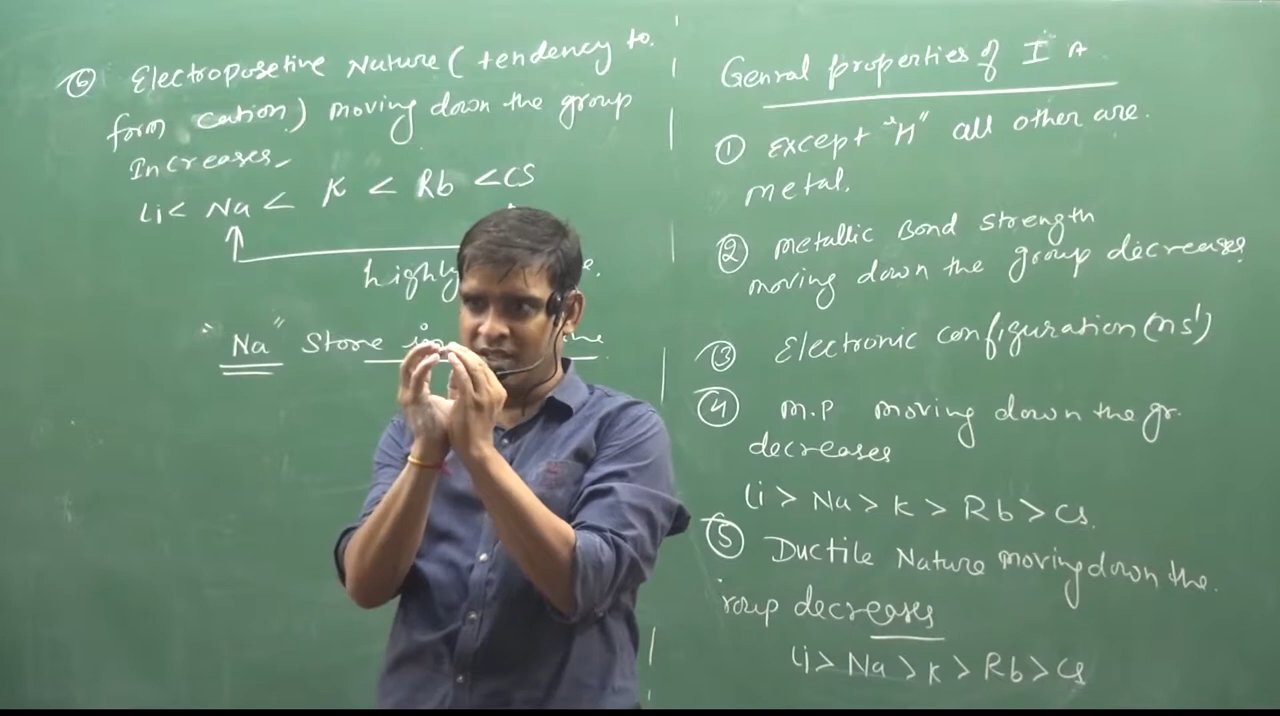 ⑥ Electroposetive Nature ( tendency to.
form cation) moving down the group
Increases
Li < Na < K < Rb < Cs
highly
"Na" Store in
Genral properties of I A
① Except "H" all other are.
metal.
② metallic Bond strength
moving down the group decreases
③ Electronic configuration (ns¹)
④ M.P moving down the gr.
decreases
Li > Na > K > Rb > Cs.
⑤ Ductile Nature moving down the.
roup decreases
Li > Na > K > Rb > Cs